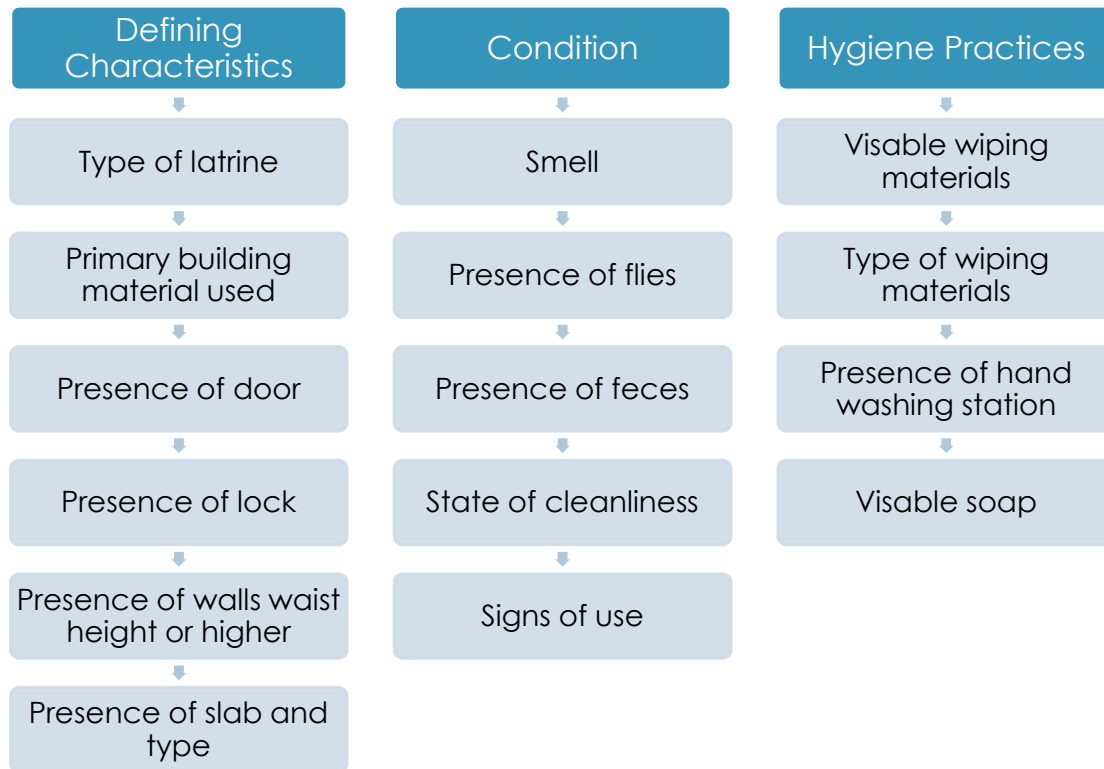 Defining
Characteristics
Type of latrine
Primary building
material used
Presence of door
Presence of lock
Presence of walls waist
height or higher
Presence of slab and
type
Condition
Smell
Presence of flies
Presence of feces
State of cleanliness
Signs of use
Hygiene Practices
Visable wiping
materials
Type of wiping
materials
Presence of hand
washing station
Visable soap